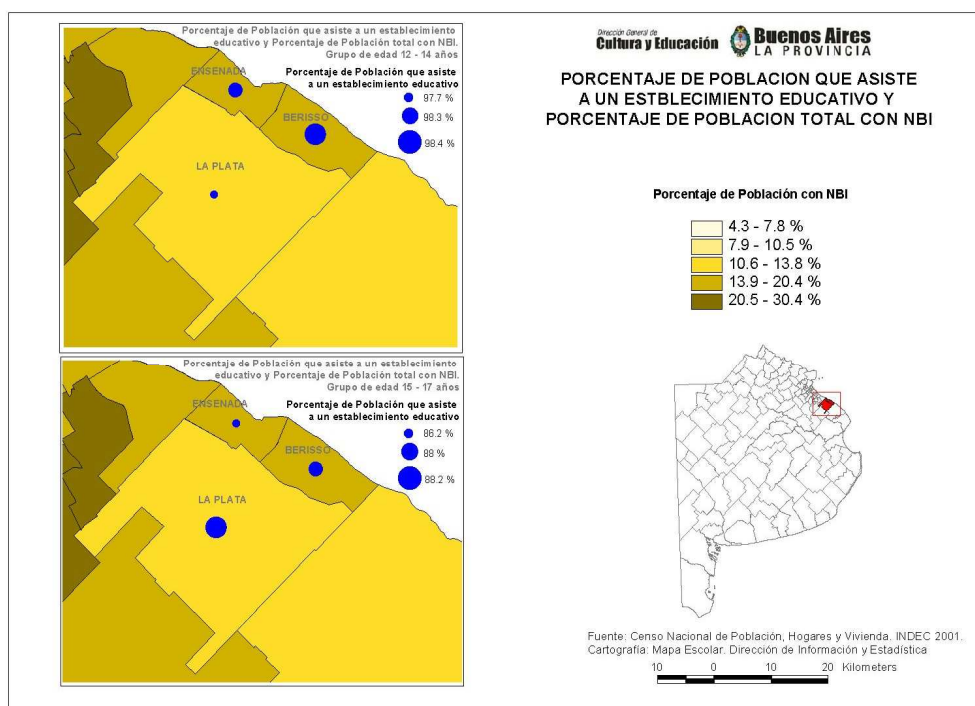 Porcentaje de Población que asiste a un establecimiento
educativo y Porcentaje de Población total con NBI.
Grupo de edad 12 - 14 años
Porcentaje de Población que asiste
a un establecimiento educativo
97.7 %
98.3 %
98.4 %
ENSENADA
BERISSO
LA PLATA
Porcentaje de Población que asiste a un establecimiento
educativo y Porcentaje de Población total con NBI.
Grupo de edad 15 - 17 años
Porcentaje de Población que asiste
a un establecimiento educativo
86.2 %
88 %
88.2 %
ENSENADA
BERISSO
LA PLATA
Dirección General de
Cultura y Educación
Buenos Aires
LA PROVINCIA
PORCENTAJE DE POBLACION QUE ASISTE
A UN ESTBLECIMIENTO EDUCATIVO Y
PORCENTAJE DE POBLACION TOTAL CON NBI
Porcentaje de Población con NBI
4.3 - 7.8 %
7.9 - 10.5 %
10.6 - 13.8 %
13.9 - 20.4 %
20.5 - 30.4 %
Fuente: Censo Nacional de Población, Hogares y Vivienda. INDEC 2001.
Cartografía: Mapa Escolar. Dirección de Información y Estadística
10 0 10 20 Kilometers